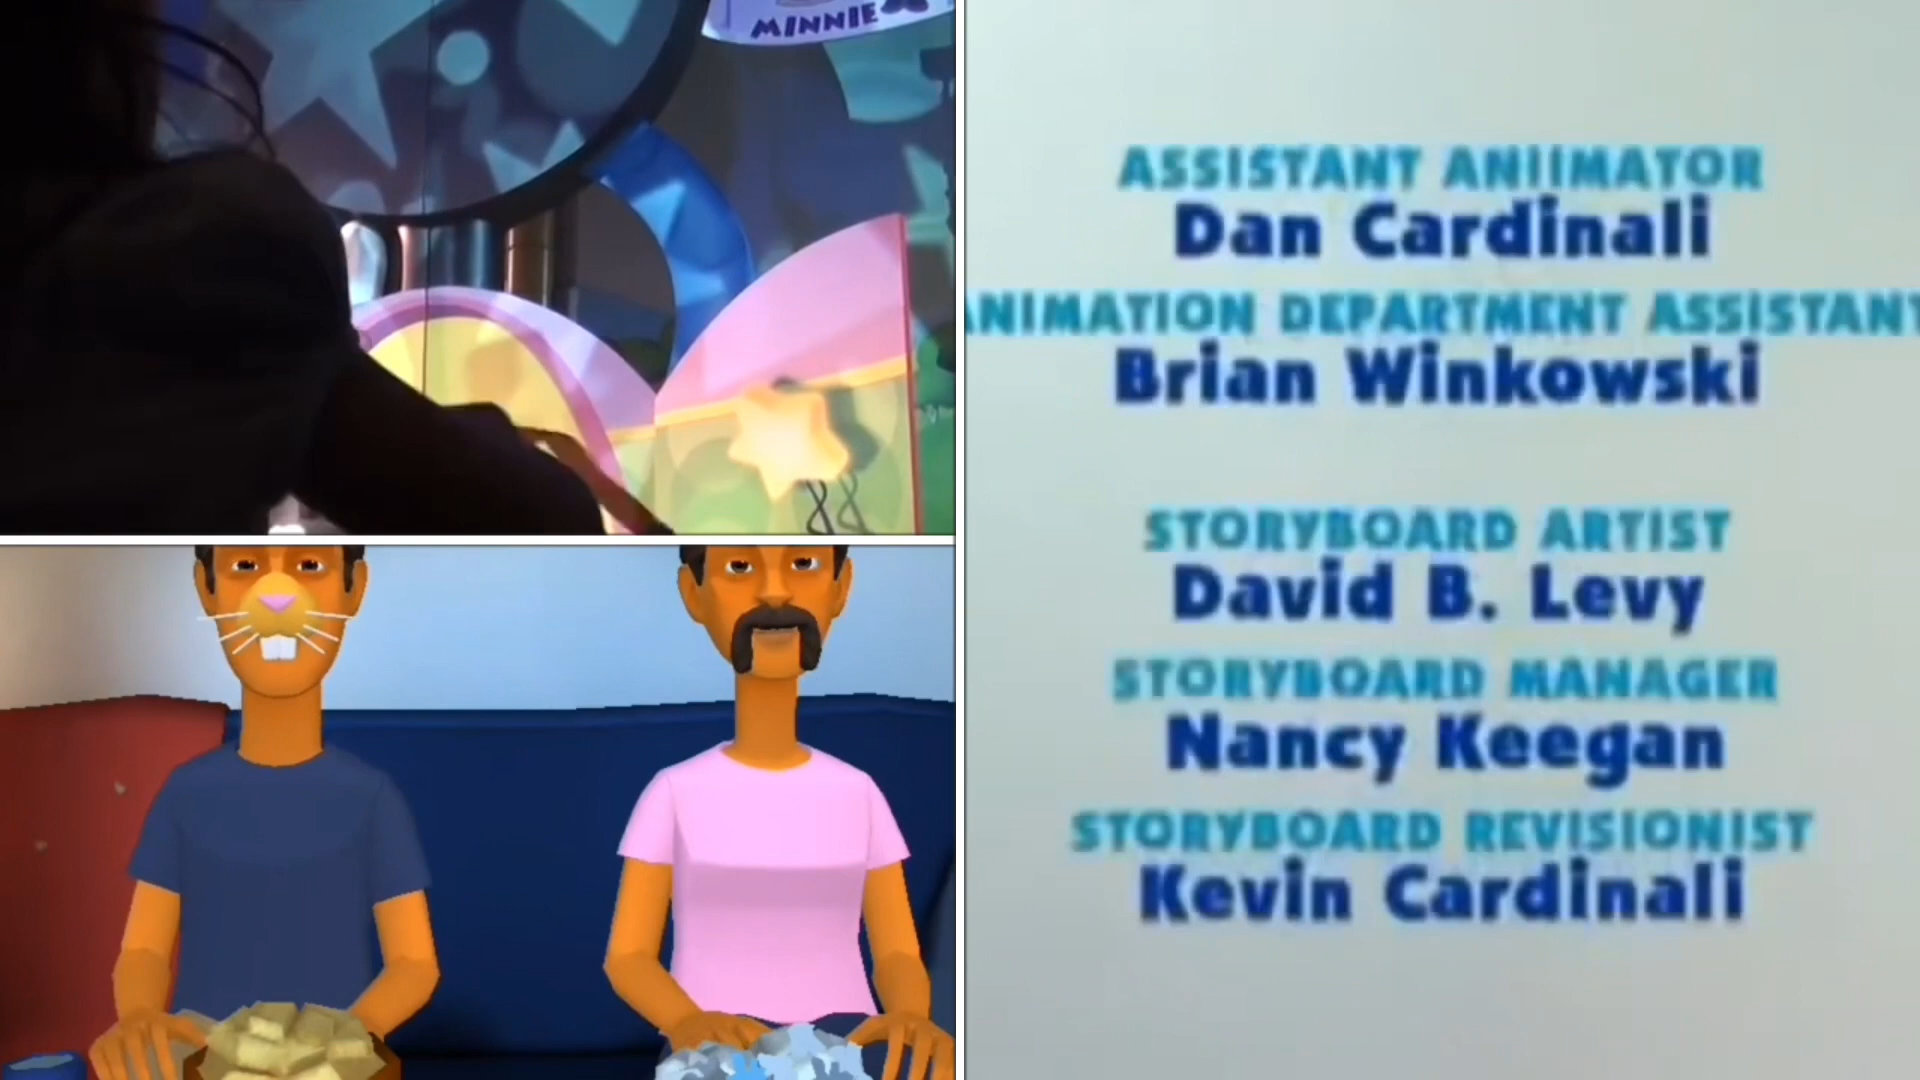 MINNIE
ASSISTANT ANIIMATOR
Dan Cardinali
ANIMATION DEPARTMENT ASSISTANT
Brian Winkowski
STORYBOARD ARTIST
David B. Levy
STORYBOARD MANAGER
Nancy Keegan
STORYBOARD REVISIONIST
Kevin Cardinali